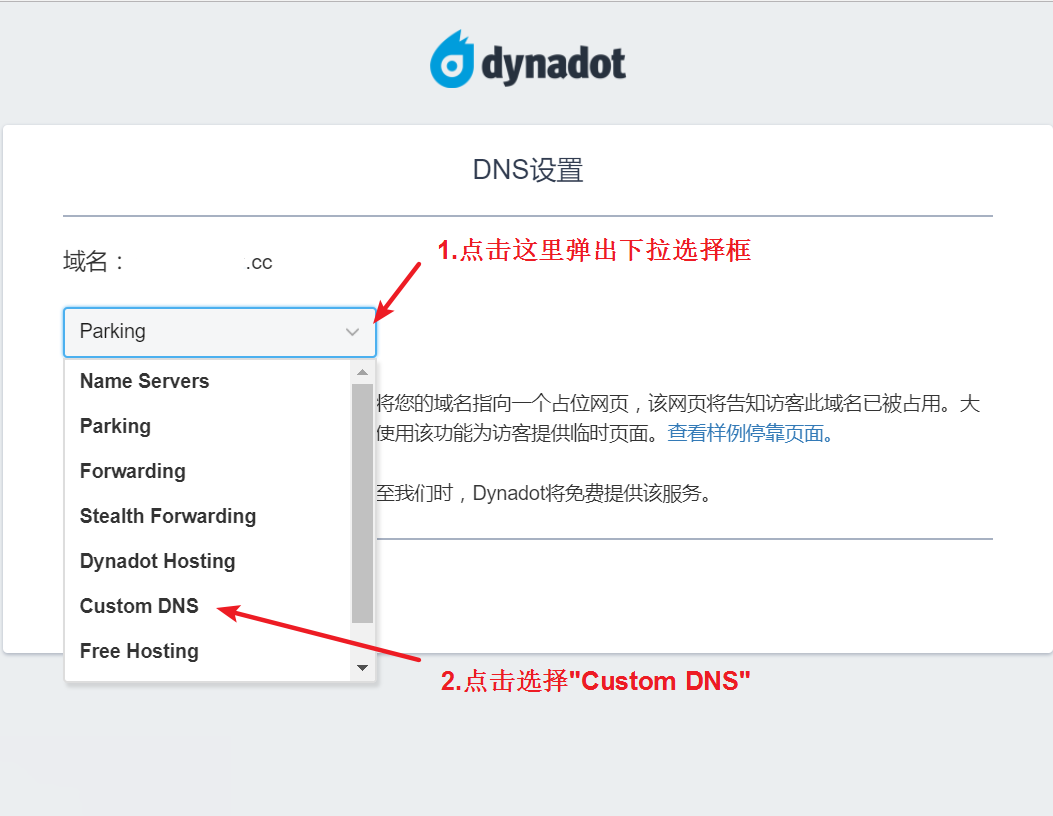 dynadot
DNS设置
1.点击这里弹出下拉选择框
域名：
.cc
Parking
Name Servers
Parking
Forwarding
Stealth Forwarding
Dynadot Hosting
Custom DNS
Free Hosting
将您的域名指向一个占位网页，该网页将告知访客此域名已被占用。大
使用该功能为访客提供临时页面。查看样例停靠页面。
至我们时，Dynadot将免费提供该服务。
2.点击选择"Custom DNS"